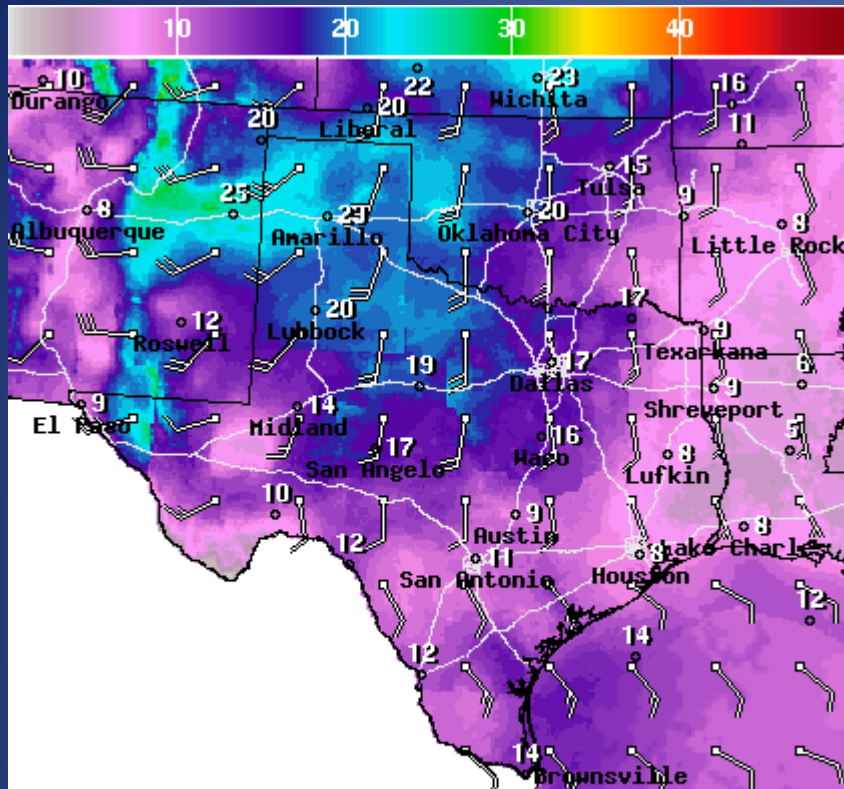 10 20 30 40
10 22 23 16
Durango Wichita
20 Liberal
20 11
15
Tulsa
8 25 29 20 9 8
Albuquerque Amarillo Oklahoma City Little Rock
12 20 17
Roswell Lubbock 9
Texarkana
19 17 6
Dallas
9 14 9
El Paso Midland Shreveport
17 16 5
San Angelo Waco 8
Lufkin
10 9 8
Austin
12 11 8 Lake Charles
San Antonio Houston
12
14
12
14
Brownsville